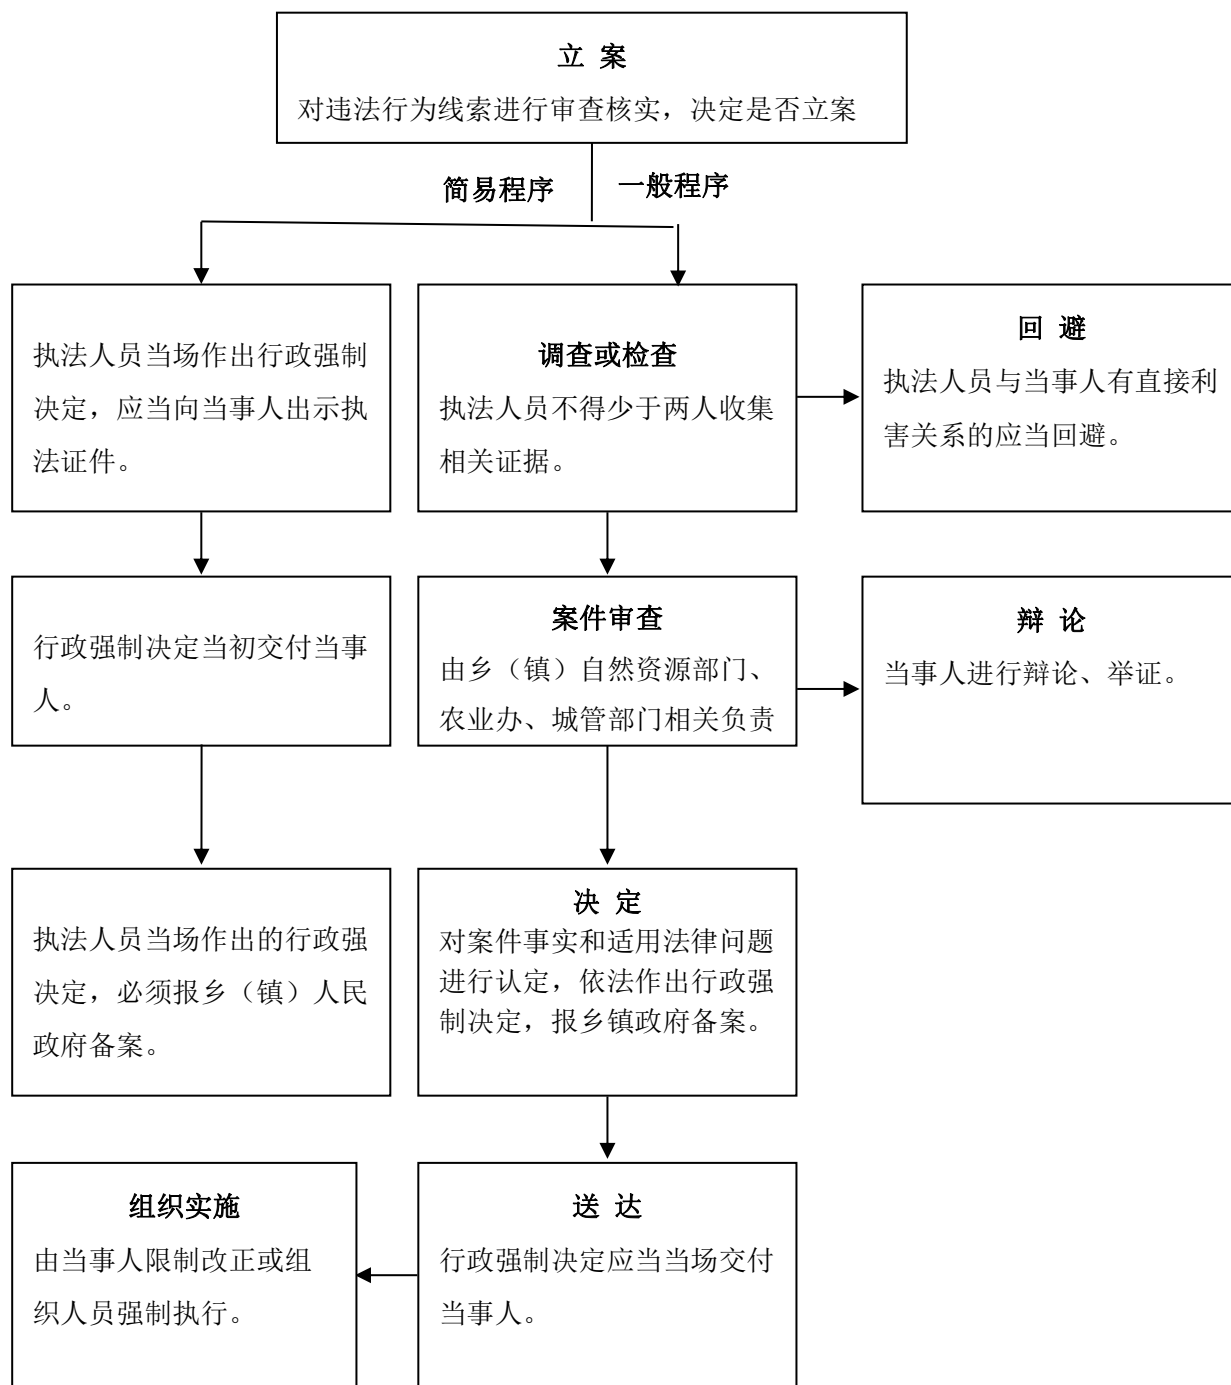 立 案
对违法行为线索进行审查核实，决定是否立案
简易程序
一般程序
执法人员当场作出行政强制
决定，应当向当事人出示执
法证件。
调查或检查
执法人员不得少于两人收集
相关证据。
回 避
执法人员与当事人有直接利
害关系的应当回避。
行政强制决定当初交付当事
人。
案件审查
由乡（镇）自然资源部门、
农业办、城管部门相关负责
辩 论
当事人进行辩论、举证。
执法人员当场作出的行政强
决定，必须报乡（镇）人民
政府备案。
决 定
对案件事实和适用法律问题
进行认定，依法作出行政强
制决定，报乡镇政府备案。
组织实施
由当事人限制改正或组
织人员强制执行。
送 达
行政强制决定应当当场交付
当事人。